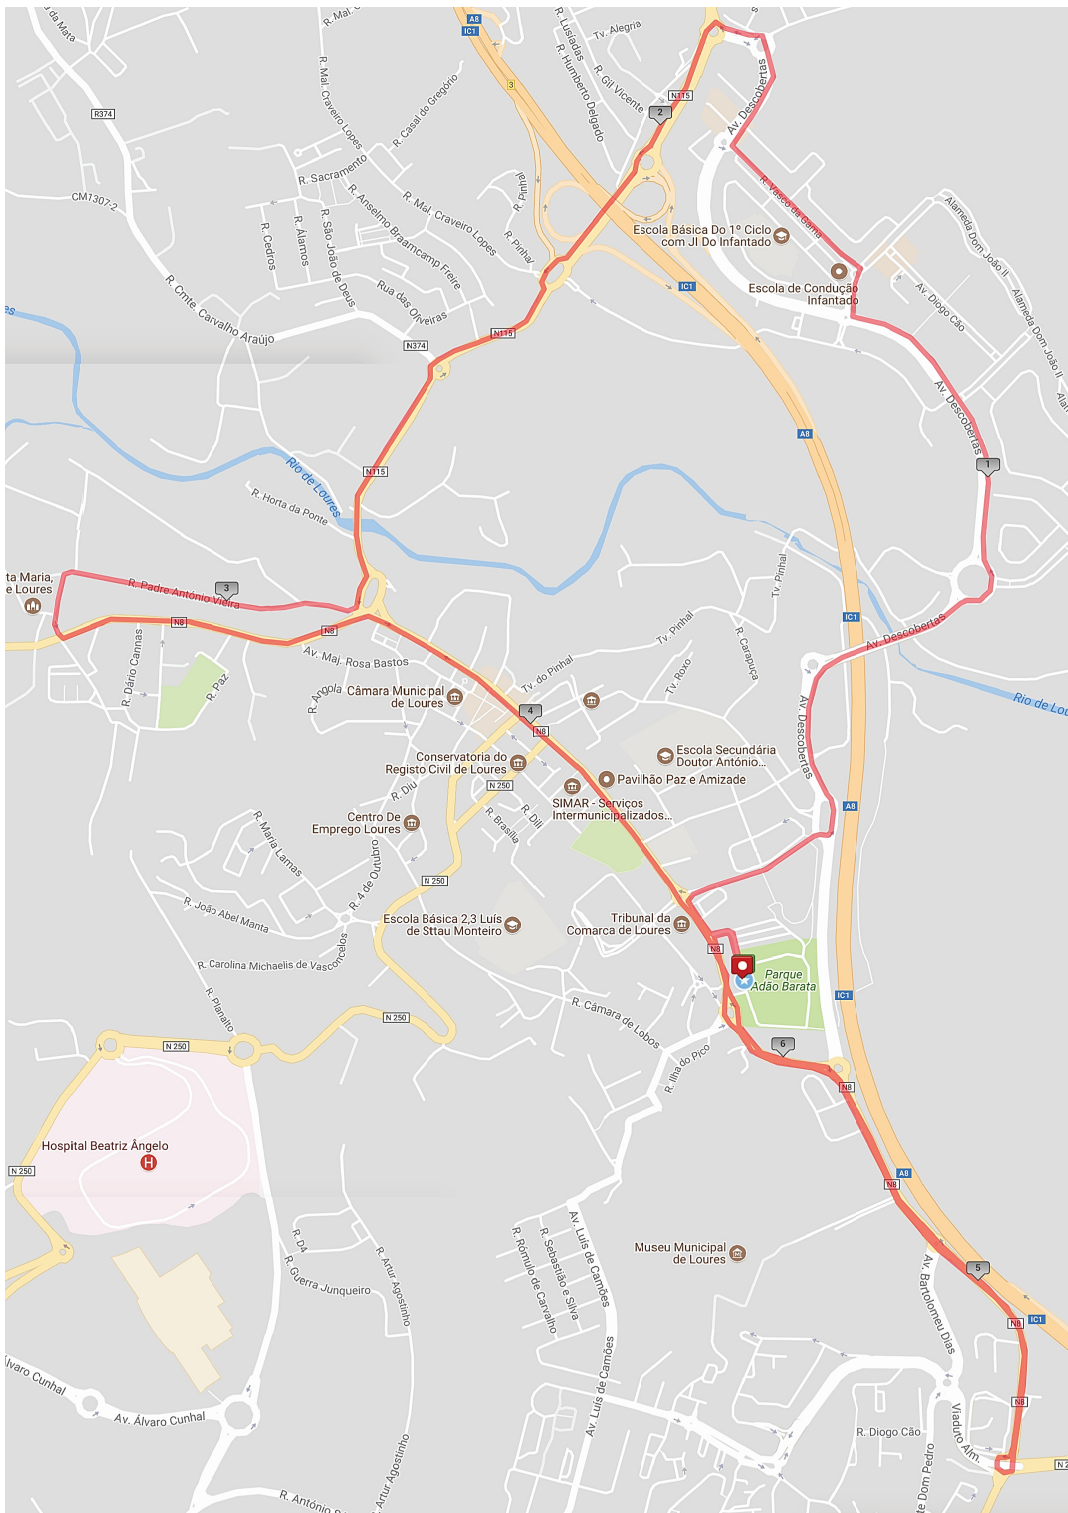 A8
IC1
R. Mal. C
da Mata
R. Lusíadas
Tv. Alegria
R. Humberto Delgado
R. Gil Vicente
3
R374
R. Mal. Craveiro Lopes
R. Casal do Gregório
N115
2
Av. Descobertas
R. Sacramento
CM1307-2
R. Anselmo Braamcamp Freire
R. Mal. Craveiro Lopes
R. Pinhal
R. Vasco da Gama
R. Cedros
R. Álamos
R. São João de Deus
R. Pinhal
Escola Básica Do 1º Ciclo
com JI Do Infantado
Alameda Dom João II
Escola de Condução
Infantado
IC1
Rua das Oliveiras
R. Cmte. Carvalho Araújo
Av. Diogo Cão
Alameda Dom João II
es
N374
N115
Av. Descobertas
Alam
A8
1
N115
Rio de Loures
R. Horta da Ponte
ta Maria,
e Loures
R. Padre António Vieira
3
Tv. Pinhal
N8
N8
IC1
Av. Descobertas
Tv. Pinhal
R. Carapuça
R. Dário Cannas
Av. Maj. Rosa Bastos
R. Paz
R. Angola
Câmara Municipal
de Loures
Tv. do Pinhal
Tv. Roxo
Rio de Lou
4
N8
Av. Descobertas
Conservatoria do
Registo Civil de Loures
Escola Secundária
Doutor António...
Pavilhão Paz e Amizade
N 250
R. Diu
SIMAR - Serviços
Intermunicipalizados...
A8
R. Brasília
R. Dili
Centro De
Emprego Loures
R. Maria Lamas
R. 4 de Outubro
N 250
R. João Abel Manta
Escola Básica 2,3 Luís
de Sttau Monteiro
Tribunal da
Comarca de Loures
N8
R. Carolina Michaelis de Vasconcelos
Parque
Adão Barata
R. Planalto
IC1
N 250
R. Câmara de Lobos
N 250
R. Ilha do Pico
6
N8
Hospital Beatriz Ângelo
H
N 250
A8
N8
R. D4
R. Guerra Junqueiro
R. Artur Agostinho
R. Rómulo de Carvalho
R. Sebastião e Silva
Av. Luís de Camões
Museu Municipal
de Loures
5
Av. Bartolomeu Dias
N8
IC1
Av. Luís de Camões
lvaro Cunhal
Av. Álvaro Cunhal
N8
R. Diogo Cão
Viaduto Alm.
Artur Agostinho
te Dom Pedro
N 2
R. António S